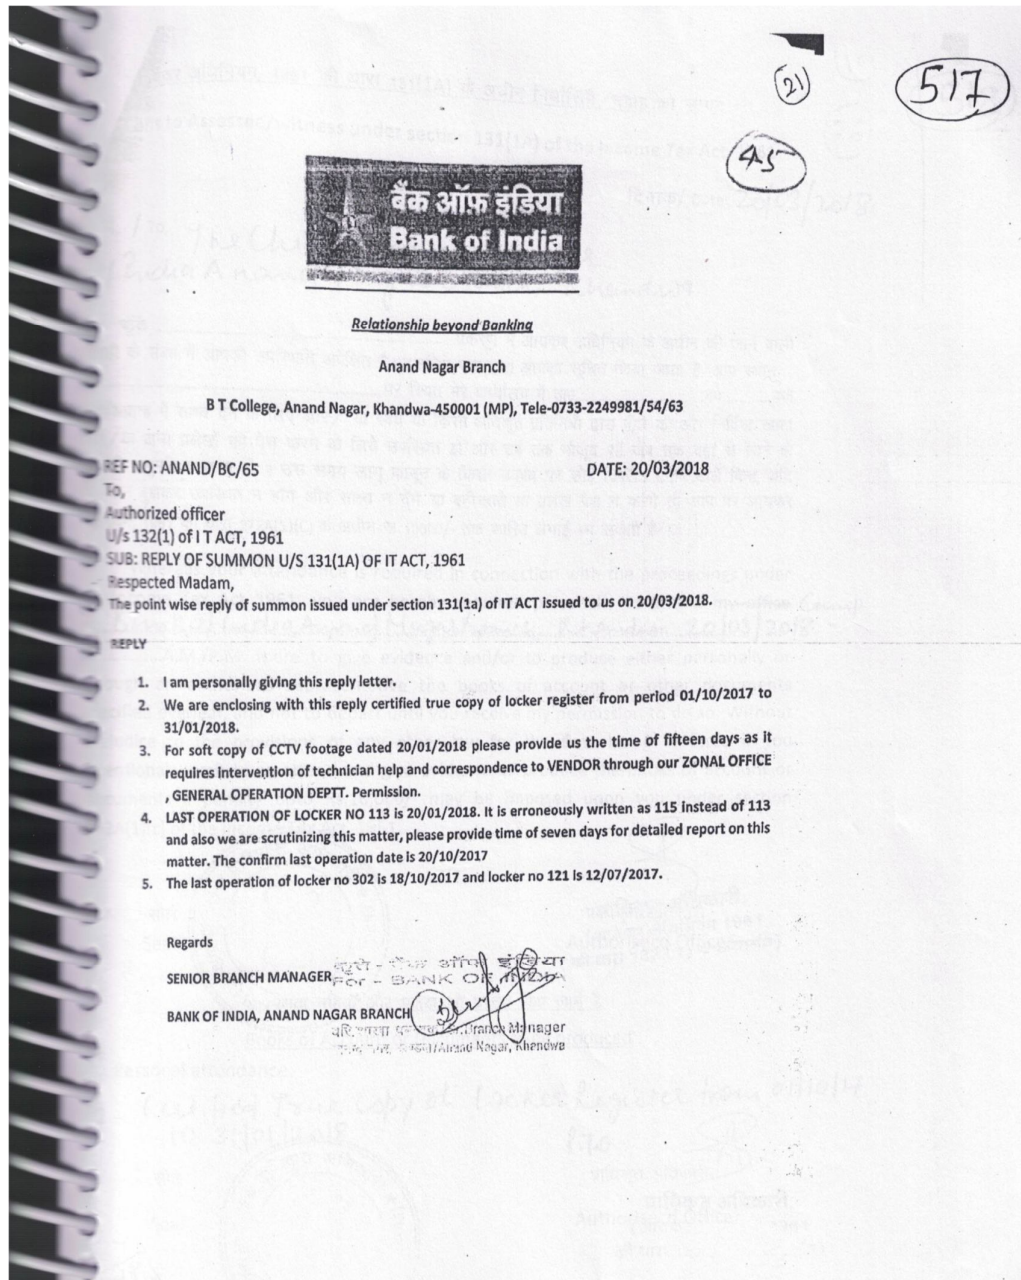 21
517
45
बैंक ऑफ़ इंडिया
Bank of India
Relationship beyond Banking
Anand Nagar Branch
B T College, Anand Nagar, Khandwa-450001 (MP), Tele-0733-2249981/54/63
REF NO: ANAND/BC/65 DATE: 20/03/2018
To,
Authorized officer
U/s 132(1) of I T ACT, 1961
SUB: REPLY OF SUMMON U/S 131(1A) OF IT ACT, 1961
Respected Madam,
The point wise reply of summon issued under section 131(1a) of IT ACT issued to us on 20/03/2018.
REPLY
1. I am personally giving this reply letter.
2. We are enclosing with this reply certified true copy of locker register from period 01/10/2017 to
31/01/2018.
3. For soft copy of CCTV footage dated 20/01/2018 please provide us the time of fifteen days as it
requires intervention of technician help and correspondence to VENDOR through our ZONAL OFFICE
, GENERAL OPERATION DEPTT. Permission.
4. LAST OPERATION OF LOCKER NO 113 is 20/01/2018. It is erroneously written as 115 instead of 113
and also we are scrutinizing this matter, please provide time of seven days for detailed report on this
matter. The confirm last operation date is 20/10/2017
5. The last operation of locker no 302 is 18/10/2017 and locker no 121 is 12/07/2017.
Regards
SENIOR BRANCH MANAGER
For - BANK OF INDIA
BANK OF INDIA, ANAND NAGAR BRANCH
Branch Manager
Anand Nagar, Khandwa